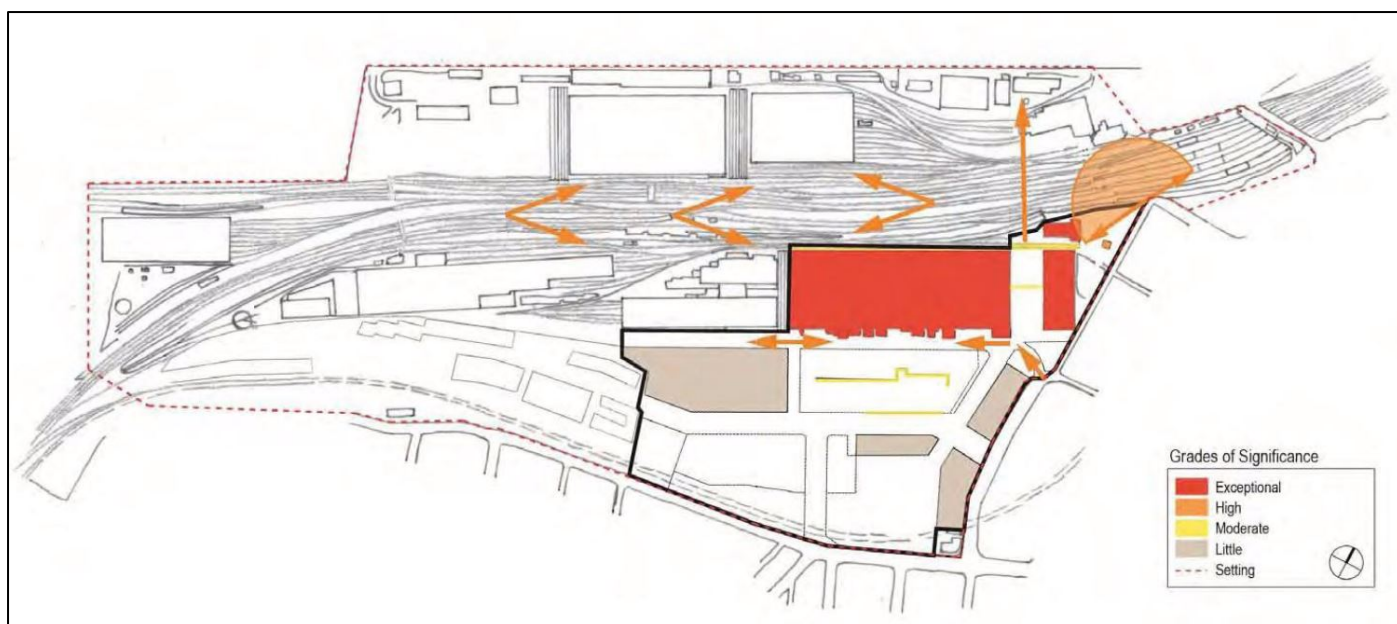 Grades of Significance
Exceptional
High
Moderate
Little
Setting